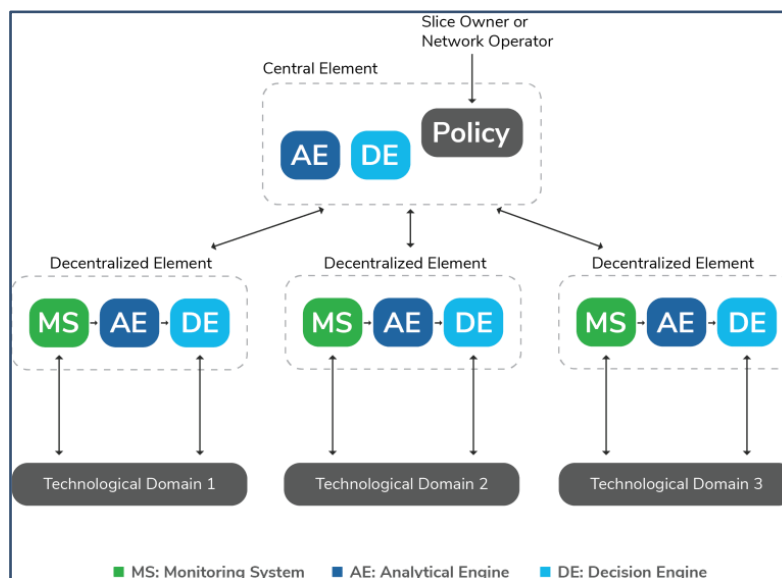 Slice Owner or
Network Operator
Central Element
Policy
AE DE
Decentralized Element Decentralized Element Decentralized Element
MS AE DE MS AE DE MS AE DE
Technological Domain 1 Technological Domain 2 Technological Domain 3
MS: Monitoring System AE: Analytical Engine DE: Decision Engine